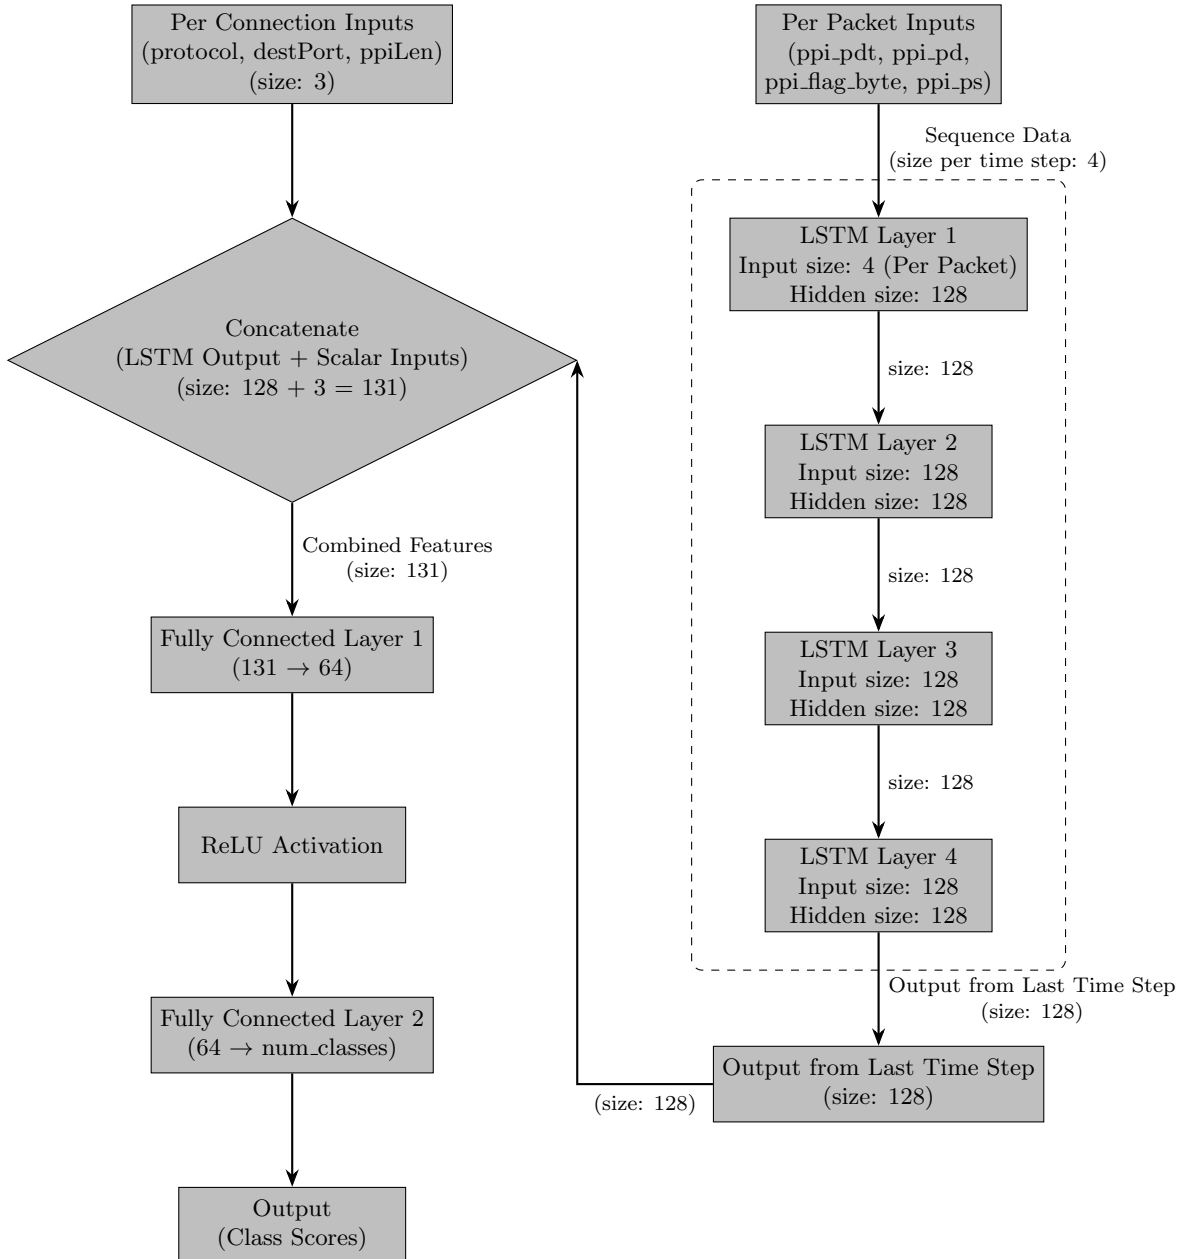 Per Connection Inputs
(protocol, destPort, ppiLen)
(size: 3)
Per Packet Inputs
(ppi_pdt, ppi_pd,
ppi_flag_byte, ppi_ps)
Sequence Data
(size per time step: 4)
LSTM Layer 1
Input size: 4 (Per Packet)
Hidden size: 128
size: 128
LSTM Layer 2
Input size: 128
Hidden size: 128
size: 128
LSTM Layer 3
Input size: 128
Hidden size: 128
size: 128
LSTM Layer 4
Input size: 128
Hidden size: 128
Output from Last Time Step
(size: 128)
Output from Last Time Step
(size: 128)
(size: 128)
Concatenate
(LSTM Output + Scalar Inputs)
(size: 128 + 3 = 131)
Combined Features
(size: 131)
Fully Connected Layer 1
(131 → 64)
ReLU Activation
Fully Connected Layer 2
(64 → num_classes)
Output
(Class Scores)